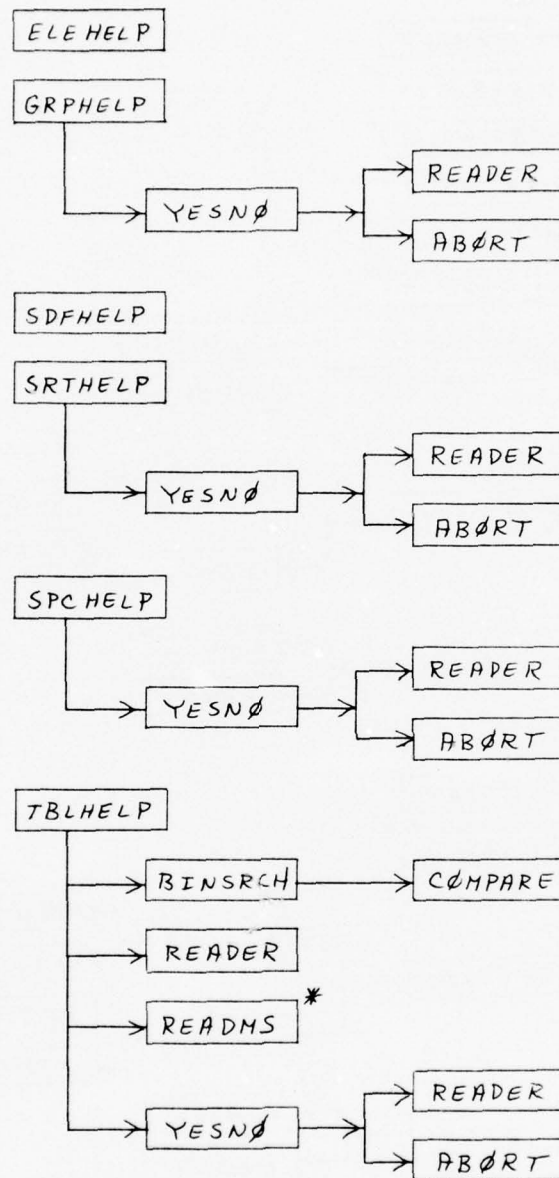 ELEHELP
GRPHELP
YESNØ
READER
ABØRT
SDFHELP
SRTHELP
YESNØ
READER
ABØRT
SPCHELP
YESNØ
READER
ABØRT
TBLHELP
BINSRCH
CØMPARE
READER
READMS *
YESNØ
READER
ABØRT